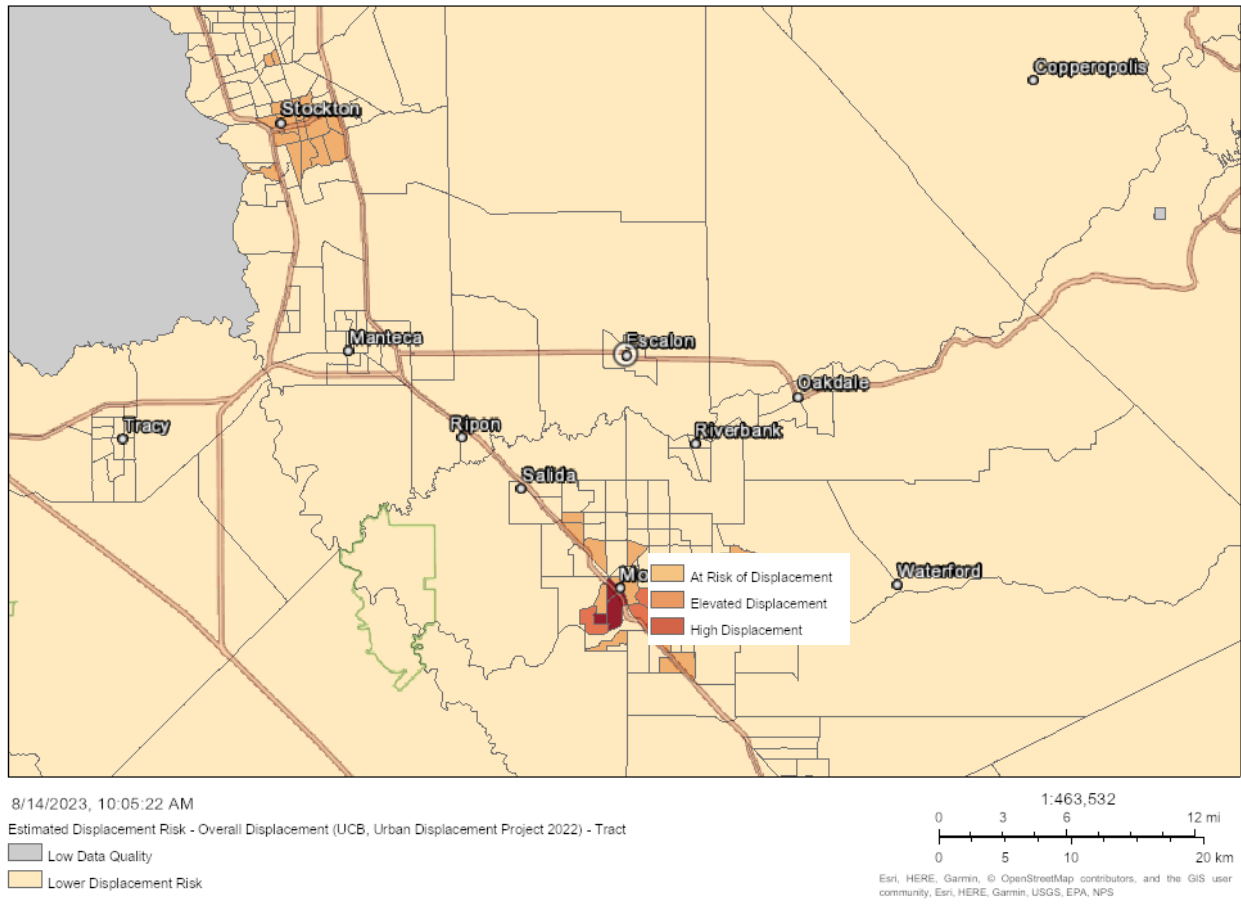 Copperopolis
Stockton
Manteca
Escalon
Oakdale
Tracy
Ripon
Riverbank
Salida
Mo
At Risk of Displacement
Waterford
Elevated Displacement
High Displacement
8/14/2023, 10:05:22 AM
Estimated Displacement Risk - Overall Displacement (UCB, Urban Displacement Project 2022) - Tract
Low Data Quality
Lower Displacement Risk
1:463,532
0 3 6 12 mi
0 5 10 20 km
Esri, HERE, Garmin, © OpenStreetMap contributors, and the GIS user
community, Esri, HERE, Garmin, USGS, EPA, NPS